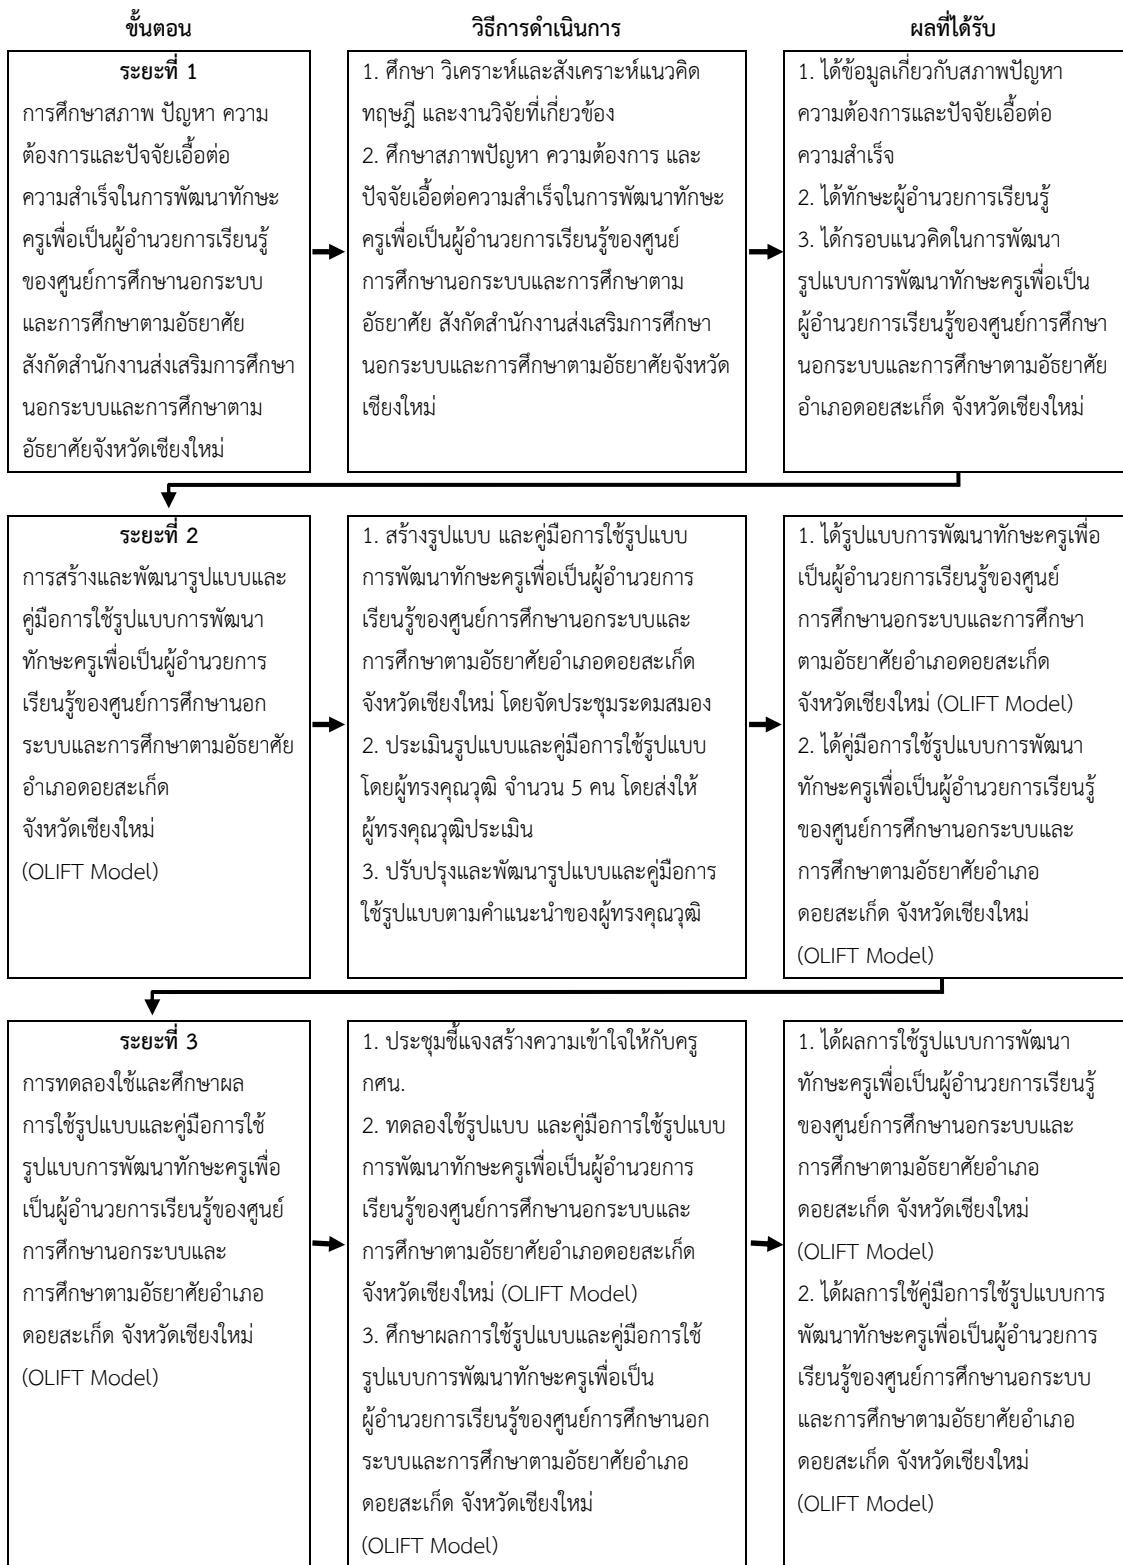 ขั้นตอน
วิธีการดำเนินการ
ผลที่ได้รับ
ระยะที่ 1
การศึกษาสภาพ ปัญหา ความ
ต้องการและปัจจัยเอื้อต่อ
ความสำเร็จในการพัฒนาทักษะ
ครูเพื่อเป็นผู้อำนวยการเรียนรู้
ของศูนย์การศึกษานอกระบบ
และการศึกษาตามอัธยาศัย
สังกัดสำนักงานส่งเสริมการศึกษา
นอกระบบและการศึกษาตาม
อัธยาศัยจังหวัดเชียงใหม่
1. ศึกษา วิเคราะห์และสังเคราะห์แนวคิด
ทฤษฎี และงานวิจัยที่เกี่ยวข้อง
2. ศึกษาสภาพปัญหา ความต้องการ และ
ปัจจัยเอื้อต่อความสำเร็จในการพัฒนาทักษะ
ครูเพื่อเป็นผู้อำนวยการเรียนรู้ของศูนย์
การศึกษานอกระบบและการศึกษาตาม
อัธยาศัย สังกัดสำนักงานส่งเสริมการศึกษา
นอกระบบและการศึกษาตามอัธยาศัยจังหวัด
เชียงใหม่
1. ได้ข้อมูลเกี่ยวกับสภาพปัญหา
ความต้องการและปัจจัยเอื้อต่อ
ความสำเร็จ
2. ได้ทักษะผู้อำนวยการเรียนรู้
3. ได้กรอบแนวคิดในการพัฒนา
รูปแบบการพัฒนาทักษะครูเพื่อเป็น
ผู้อำนวยการเรียนรู้ของศูนย์การศึกษา
นอกระบบและการศึกษาตามอัธยาศัย
อำเภอดอยสะเก็ด จังหวัดเชียงใหม่
ระยะที่ 2
การสร้างและพัฒนารูปแบบและ
คู่มือการใช้รูปแบบการพัฒนา
ทักษะครูเพื่อเป็นผู้อำนวยการ
เรียนรู้ของศูนย์การศึกษานอก
ระบบและการศึกษาตามอัธยาศัย
อำเภอดอยสะเก็ด
จังหวัดเชียงใหม่
(OLIFT Model)
1. สร้างรูปแบบ และคู่มือการใช้รูปแบบ
การพัฒนาทักษะครูเพื่อเป็นผู้อำนวยการ
เรียนรู้ของศูนย์การศึกษานอกระบบและ
การศึกษาตามอัธยาศัยอำเภอดอยสะเก็ด
จังหวัดเชียงใหม่ โดยจัดประชุมระดมสมอง
2. ประเมินรูปแบบและคู่มือการใช้รูปแบบ
โดยผู้ทรงคุณวุฒิ จำนวน 5 คน โดยส่งให้
ผู้ทรงคุณวุฒิประเมิน
3. ปรับปรุงและพัฒนารูปแบบและคู่มือการ
ใช้รูปแบบตามคำแนะนำของผู้ทรงคุณวุฒิ
1. ได้รูปแบบการพัฒนาทักษะครูเพื่อ
เป็นผู้อำนวยการเรียนรู้ของศูนย์
การศึกษานอกระบบและการศึกษา
ตามอัธยาศัยอำเภอดอยสะเก็ด
จังหวัดเชียงใหม่ (OLIFT Model)
2. ได้คู่มือการใช้รูปแบบการพัฒนา
ทักษะครูเพื่อเป็นผู้อำนวยการเรียนรู้
ของศูนย์การศึกษานอกระบบและ
การศึกษาตามอัธยาศัยอำเภอ
ดอยสะเก็ด จังหวัดเชียงใหม่
(OLIFT Model)
ระยะที่ 3
การทดลองใช้และศึกษาผล
การใช้รูปแบบและคู่มือการใช้
รูปแบบการพัฒนาทักษะครูเพื่อ
เป็นผู้อำนวยการเรียนรู้ของศูนย์
การศึกษานอกระบบและ
การศึกษาตามอัธยาศัยอำเภอ
ดอยสะเก็ด จังหวัดเชียงใหม่
(OLIFT Model)
1. ประชุมชี้แจงสร้างความเข้าใจให้กับครู
กศน.
2. ทดลองใช้รูปแบบ และคู่มือการใช้รูปแบบ
การพัฒนาทักษะครูเพื่อเป็นผู้อำนวยการ
เรียนรู้ของศูนย์การศึกษานอกระบบและ
การศึกษาตามอัธยาศัยอำเภอดอยสะเก็ด
จังหวัดเชียงใหม่ (OLIFT Model)
3. ศึกษาผลการใช้รูปแบบและคู่มือการใช้
รูปแบบการพัฒนาทักษะครูเพื่อเป็น
ผู้อำนวยการเรียนรู้ของศูนย์การศึกษานอก
ระบบและการศึกษาตามอัธยาศัยอำเภอ
ดอยสะเก็ด จังหวัดเชียงใหม่
(OLIFT Model)
1. ได้ผลการใช้รูปแบบการพัฒนา
ทักษะครูเพื่อเป็นผู้อำนวยการเรียนรู้
ของศูนย์การศึกษานอกระบบและ
การศึกษาตามอัธยาศัยอำเภอ
ดอยสะเก็ด จังหวัดเชียงใหม่
(OLIFT Model)
2. ได้ผลการใช้คู่มือการใช้รูปแบบการ
พัฒนาทักษะครูเพื่อเป็นผู้อำนวยการ
เรียนรู้ของศูนย์การศึกษานอกระบบ
และการศึกษาตามอัธยาศัยอำเภอ
ดอยสะเก็ด จังหวัดเชียงใหม่
(OLIFT Model)